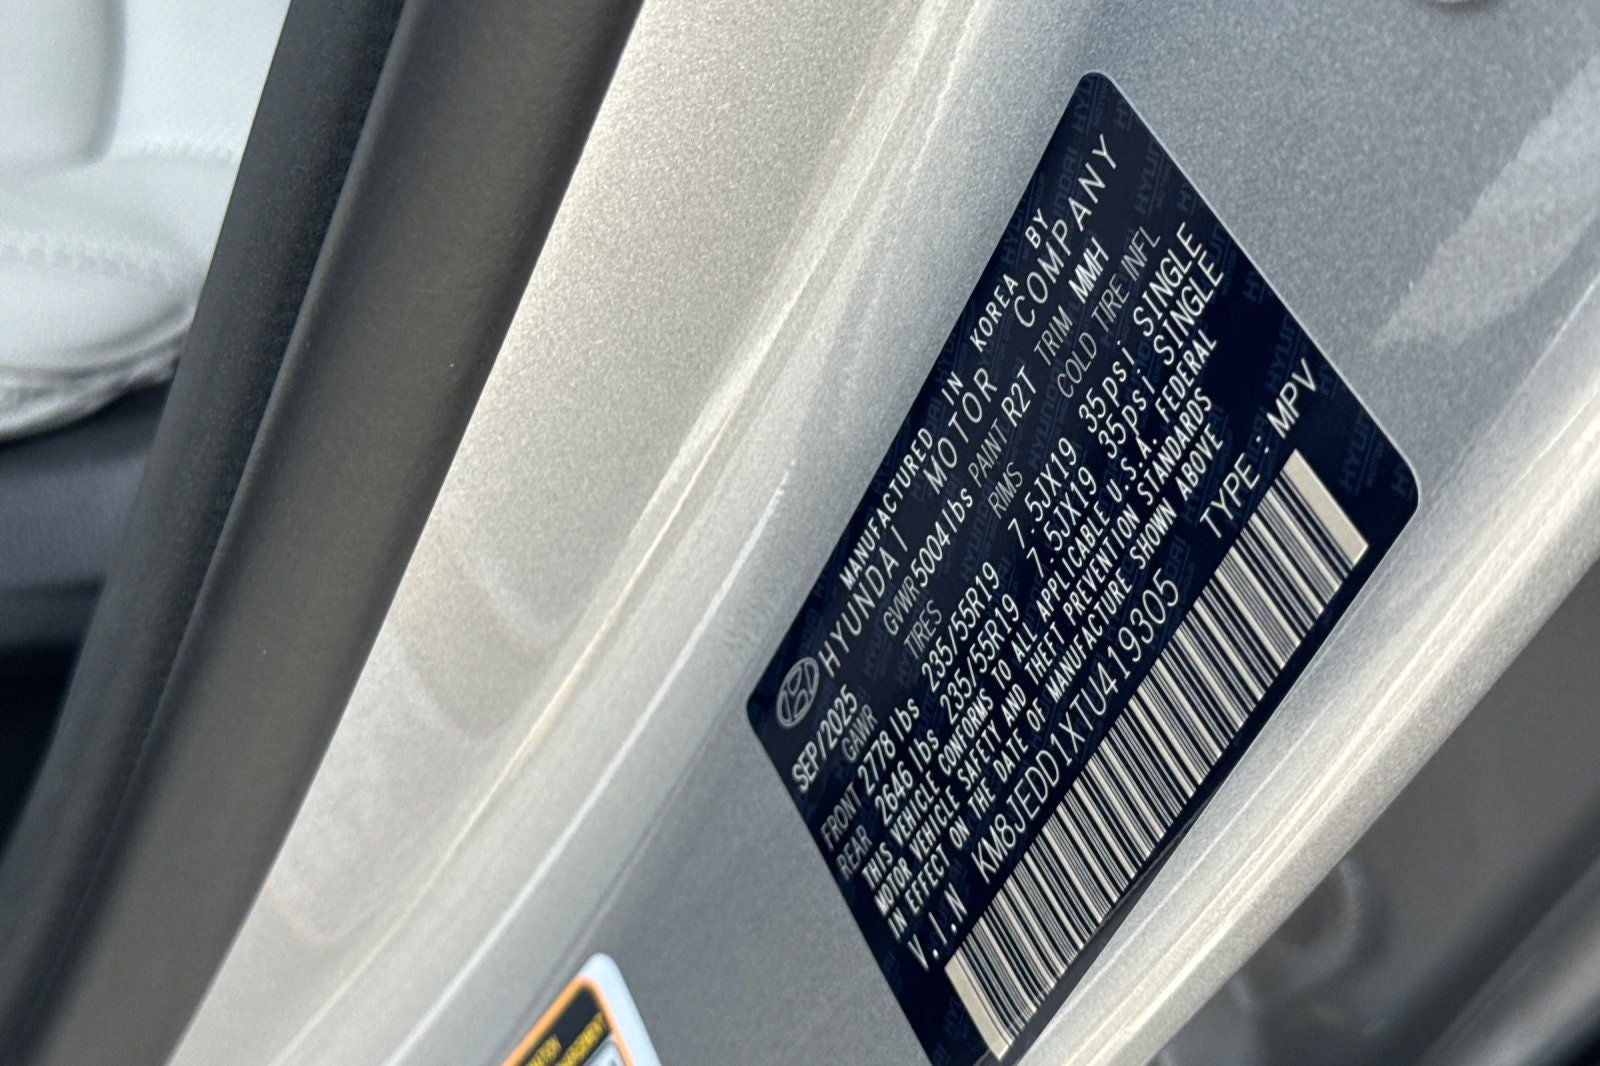 MANUFACTURED IN KOREA BY
HYUNDAI MOTOR COMPANY
SEP/2025 GVWR 5004lbs PAINT R2T TRIM MMH
GAWR TIRES RIMS COLD TIRE INFL
FRONT 2778 lbs 235/55R19 7.5JX19 35psi SINGLE
REAR 2646 lbs 235/55R19 7.5JX19 35psi SINGLE
THIS VEHICLE CONFORMS TO ALL APPLICABLE U.S.A. FEDERAL
MOTOR VEHICLE SAFETY AND THEFT PREVENTION STANDARDS
IN EFFECT ON THE DATE OF MANUFACTURE SHOWN ABOVE
V.I.N KM8JEDD1XTU419305 TYPE : MPV